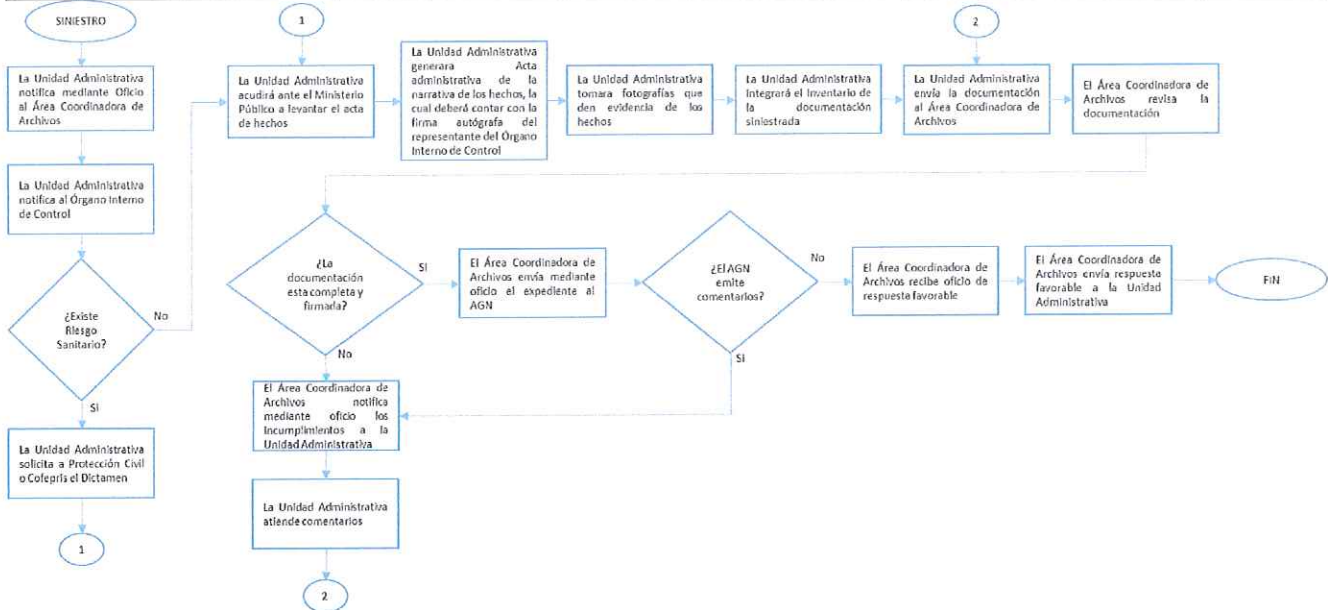 SINIESTRO
La Unidad Administrativa
notifica mediante Oficio
al Área Coordinadora de
Archivos
La Unidad Administrativa
notifica al Órgano Interno
de Control
¿Existe
Riesgo
Sanitario?
No
SI
La Unidad Administrativa
solicita a Protección Civil
o Cofepris el Dictamen
1
1
La Unidad Administrativa
acudirá ante el Ministerio
Público a levantar el acta
de hechos
La Unidad Administrativa
generara Acta
administrativa de la
narrativa de los hechos, la
cual deberá contar con la
firma autógrafa del
representante del Órgano
Interno de Control
La Unidad Administrativa
tomara fotografías que
den evidencia de los
hechos
La Unidad Administrativa
integrará el Inventario de
la documentación
siniestrada
2
La Unidad Administrativa
envía la documentación
al Área Coordinadora de
Archivos
El Área Coordinadora de
Archivos revisa la
documentación
¿La
documentación
esta completa y
firmada?
SI
No
El Área Coordinadora de
Archivos envía mediante
oficio el expediente al
AGN
¿El AGN
emite
comentarios?
No
SI
El Área Coordinadora de
Archivos recibe oficio de
respuesta favorable
El Área Coordinadora de
Archivos envía respuesta
favorable a la Unidad
Administrativa
FIN
El Área Coordinadora de
Archivos notifica
mediante oficio los
Incumplimientos a la
Unidad Administrativa
La Unidad Administrativa
atiende comentarios
2